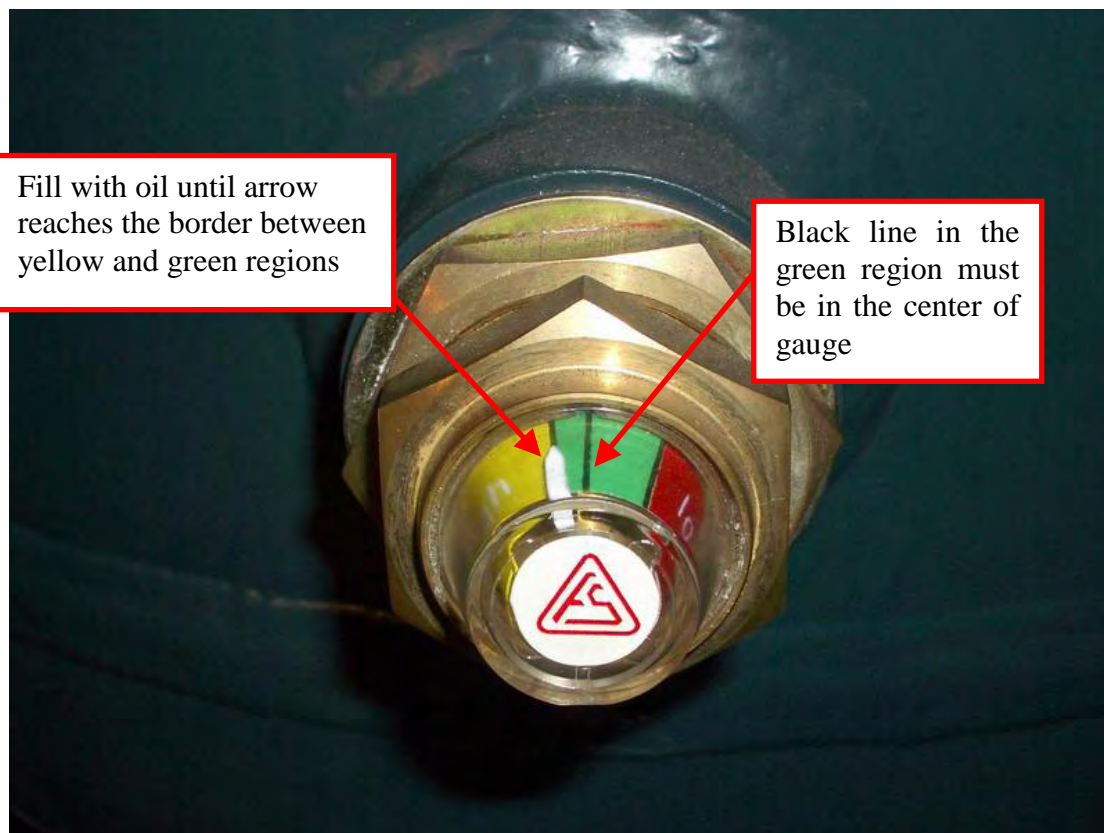 Fill with oil until arrow
reaches the border between
yellow and green regions
Black line in the
green region must
be in the center of
gauge